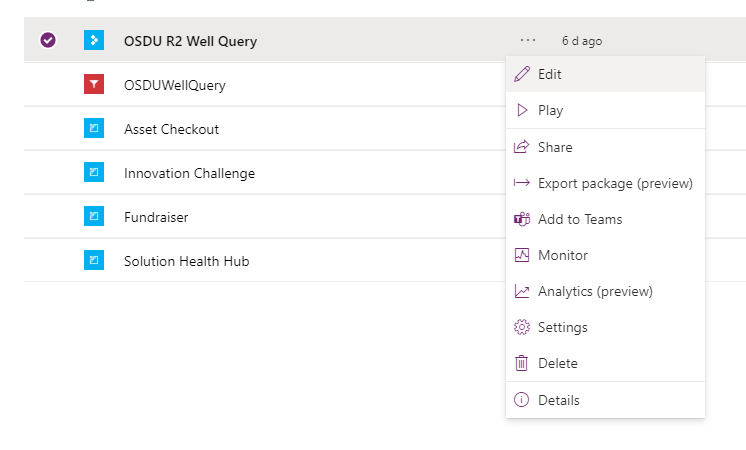 OSDU R2 Well Query ··· 6 d ago
Edit
OSDUWellQuery
Play
Asset Checkout
Share
Innovation Challenge
Export package (preview)
Fundraiser
Add to Teams
Monitor
Solution Health Hub
Analytics (preview)
Settings
Delete
Details